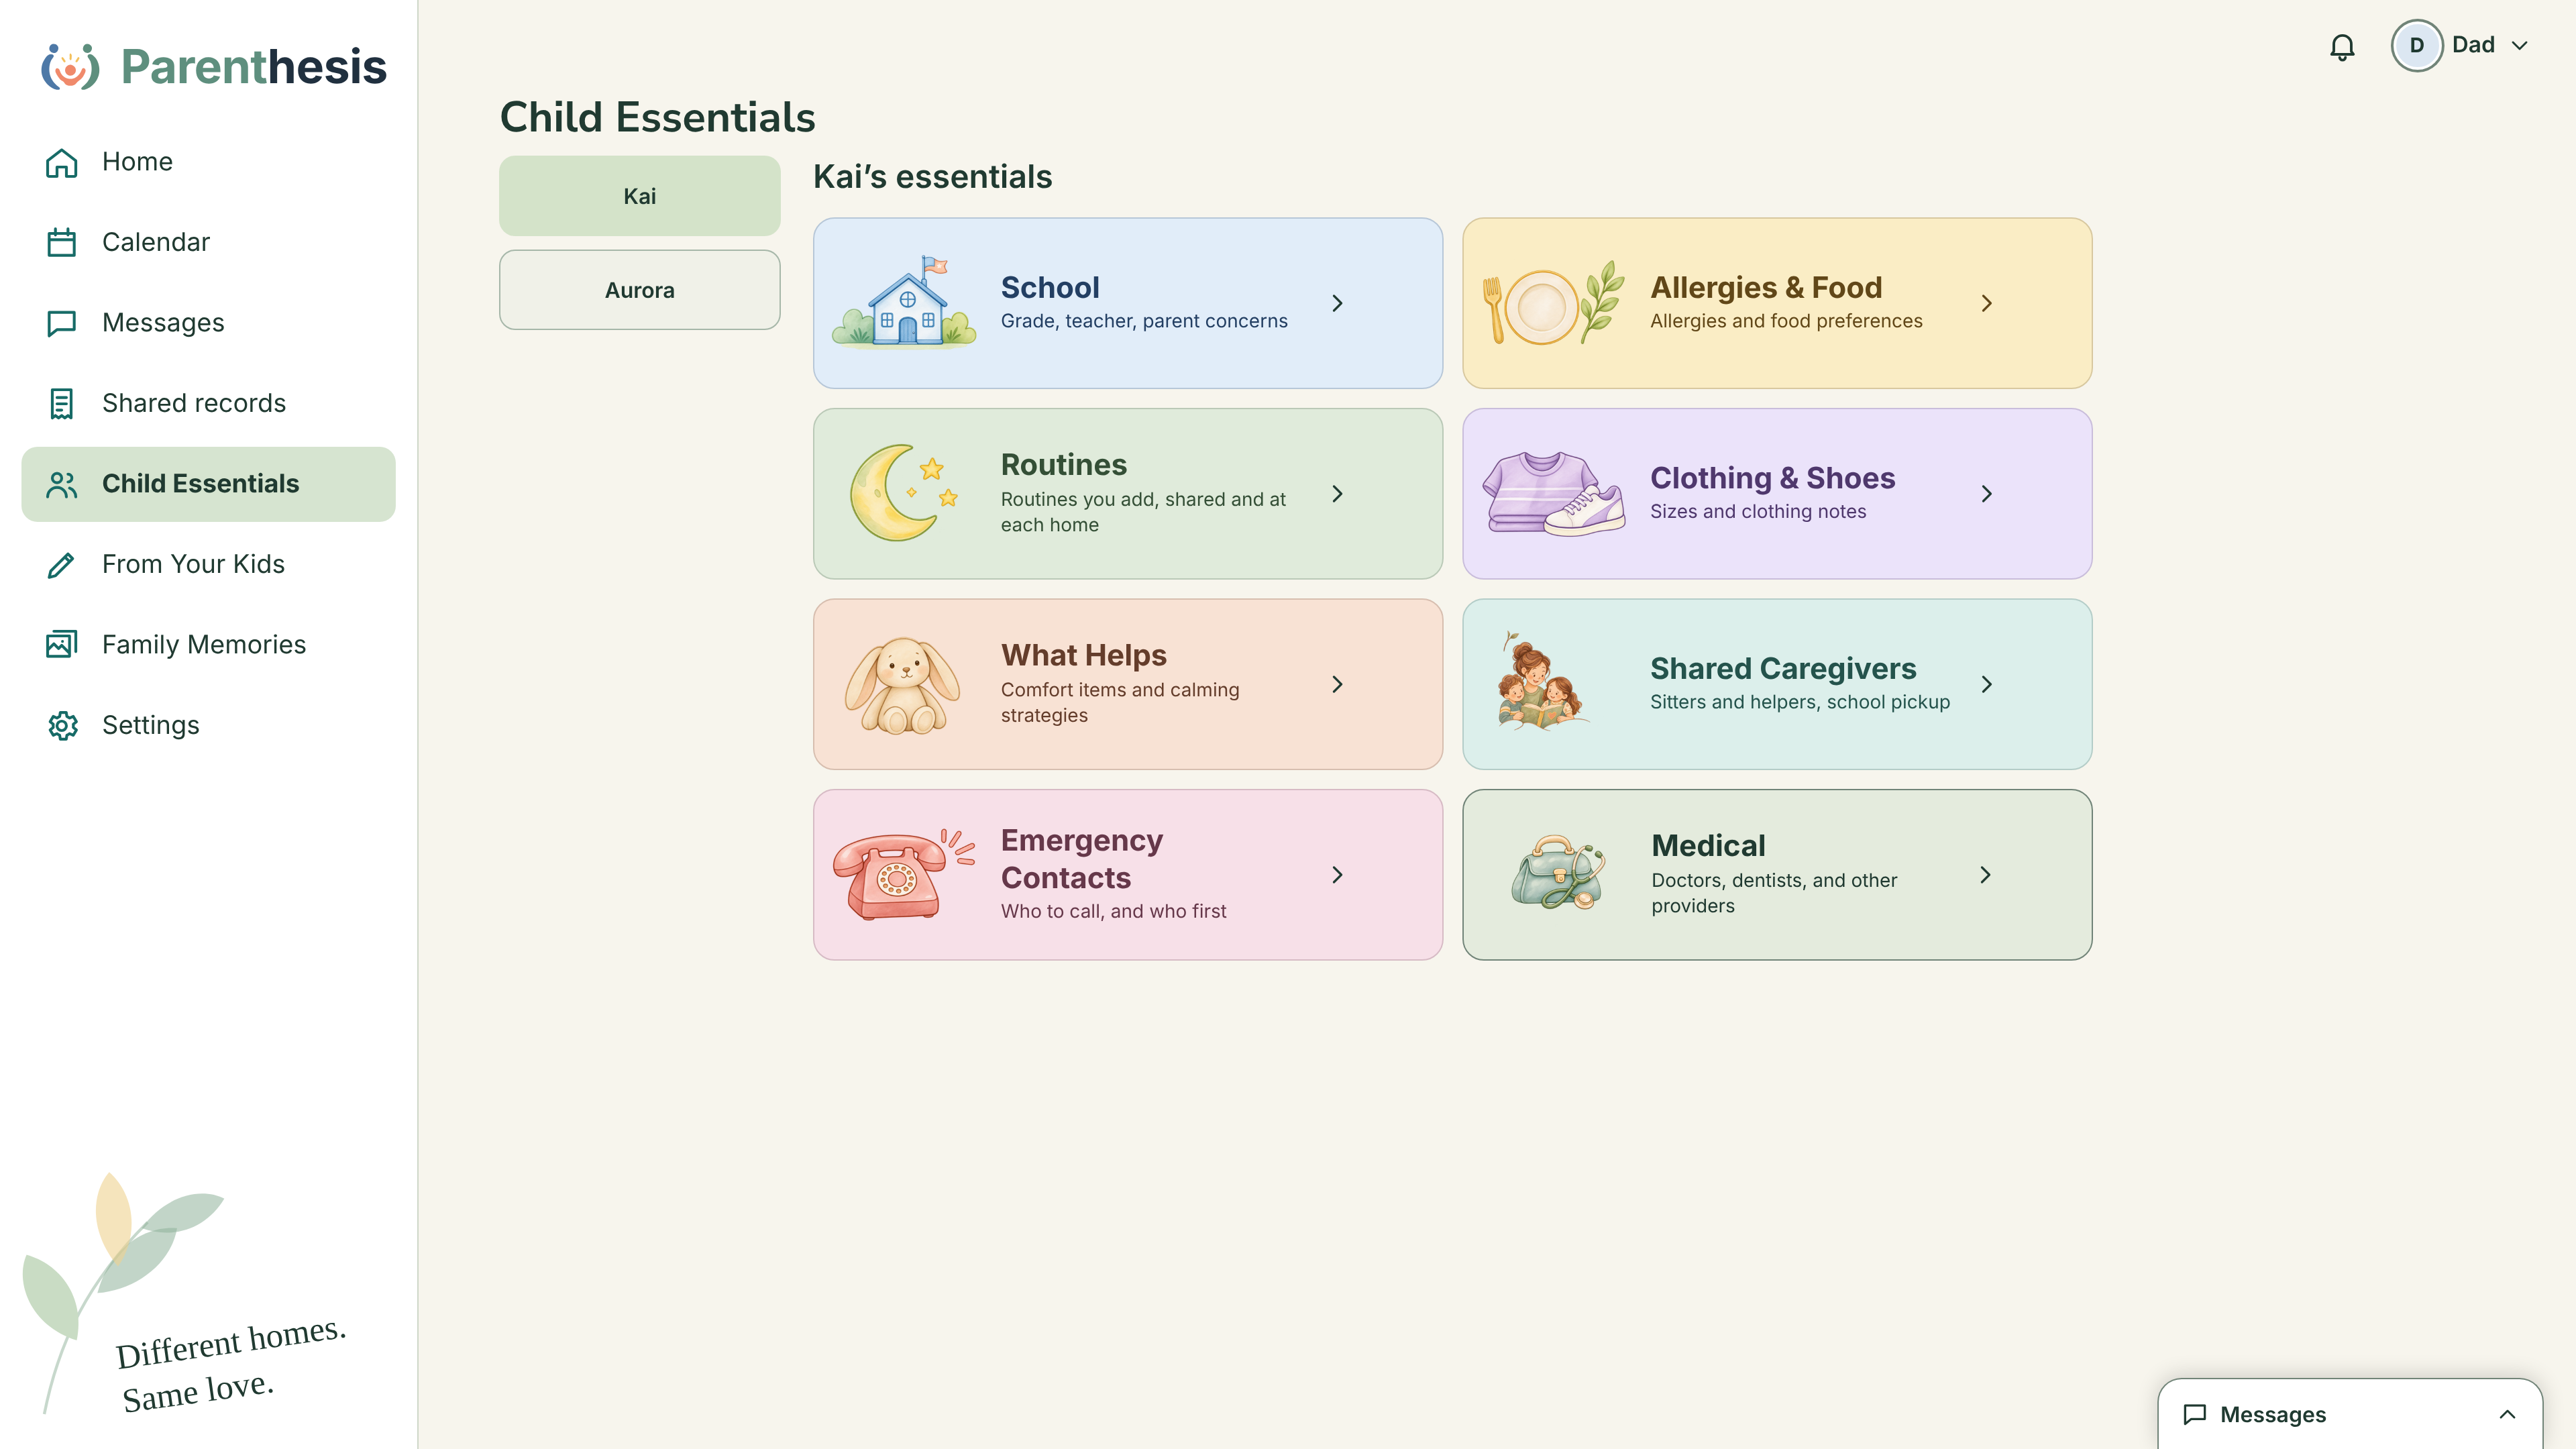 Parenthesis
Home
Calendar
Messages
Shared records
Child Essentials
From Your Kids
Family Memories
Settings
Different homes.
Same love.
D
Dad
Child Essentials
Kai
Aurora
Kai’s essentials
School
Grade, teacher, parent concerns
Allergies & Food
Allergies and food preferences
Routines
Routines you add, shared and at
each home
Clothing & Shoes
Sizes and clothing notes
What Helps
Comfort items and calming
strategies
Shared Caregivers
Sitters and helpers, school pickup
Emergency
Contacts
Who to call, and who first
Medical
Doctors, dentists, and other
providers
Messages